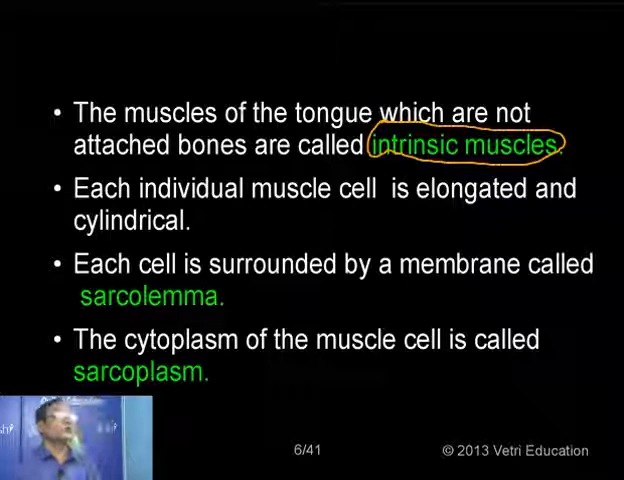 • The muscles of the tongue which are not
attached bones are called intrinsic muscles.
• Each individual muscle cell is elongated and
cylindrical.
• Each cell is surrounded by a membrane called
sarcolemma.
• The cytoplasm of the muscle cell is called
sarcoplasm.
6/41
© 2013 Vetri Education